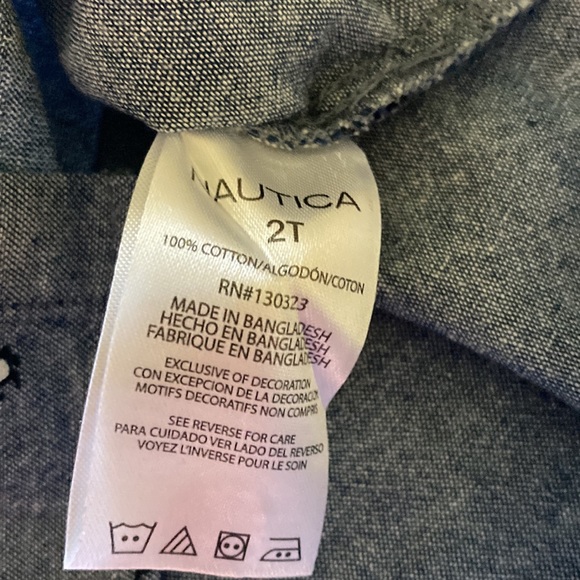 NAUTICA
2T
100% COTTON/ALGODÓN/COTON
RN#130323
MADE IN BANGLADESH
HECHO EN BANGLADESH
FABRIQUE EN BANGLADESH
EXCLUSIVE OF DECORATION
CON EXCEPCION DE LA DECORACIÓN
MOTIFS DECORATIFS NON COMPRIS
SEE REVERSE FOR CARE
PARA CUIDADO VER LADO DEL REVERSO
VOYEZ L'INVERSE POUR LE SOIN